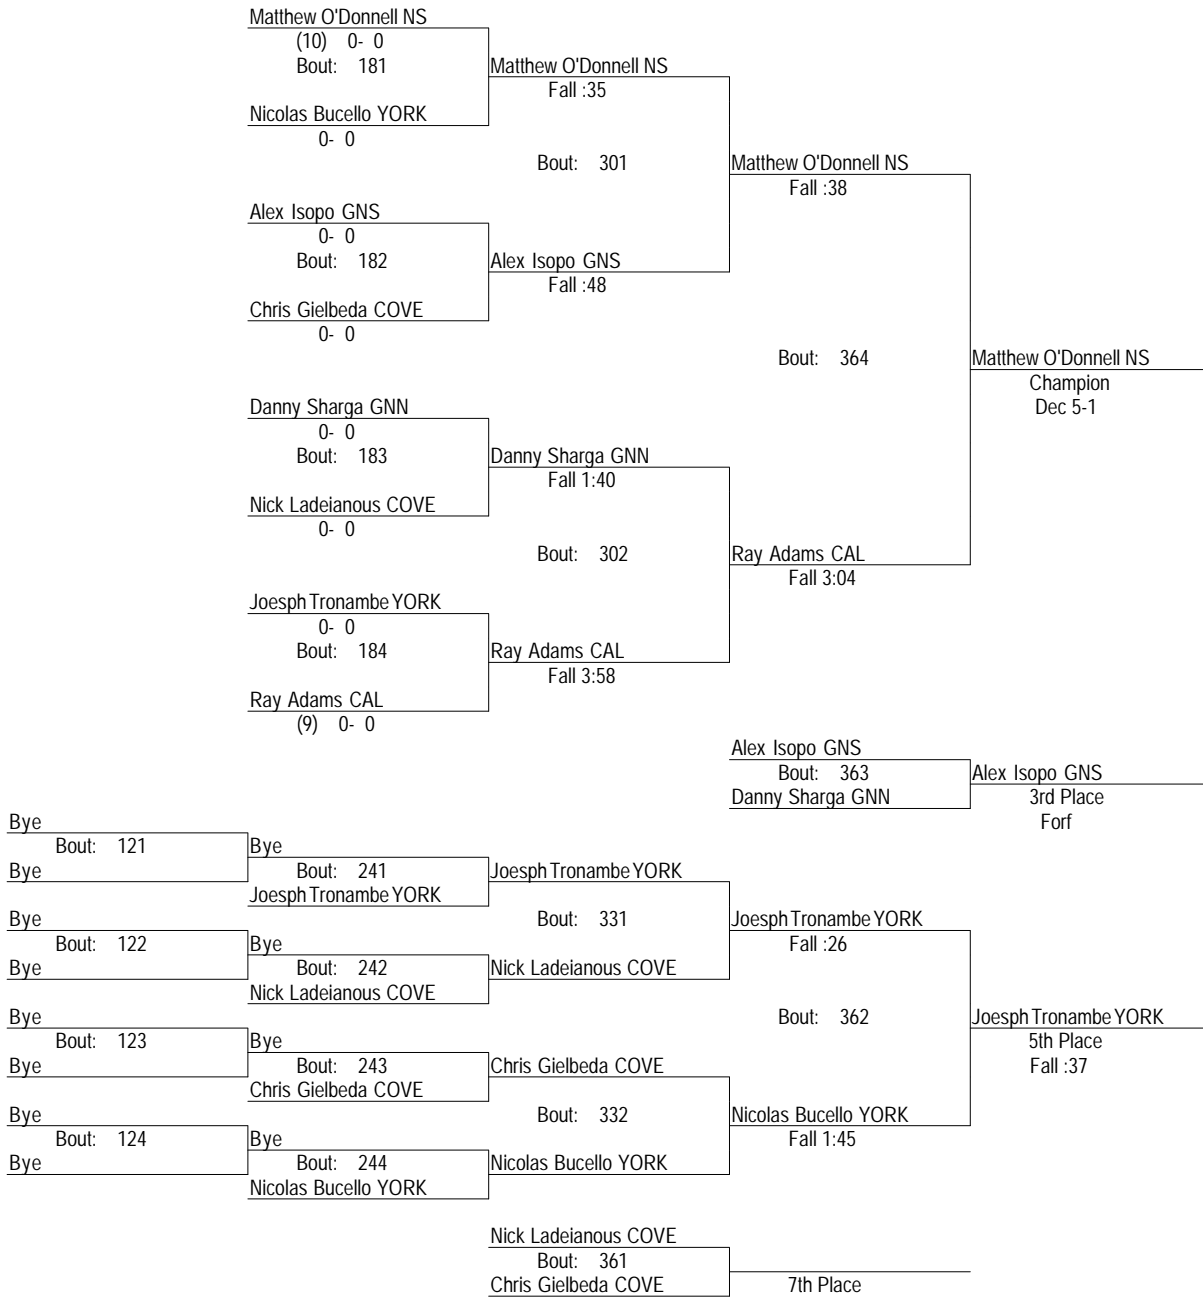 Matthew O'Donnell NS
(10) 0- 0
Bout: 181
Matthew O'Donnell NS
Fall :35
Nicolas Bucello YORK
0- 0
Bout: 301
Matthew O'Donnell NS
Fall :38
Alex Isopo GNS
0- 0
Bout: 182
Alex Isopo GNS
Fall :48
Chris Gielbeda COVE
0- 0
Bout: 364
Matthew O'Donnell NS
Champion
Dec 5-1
Danny Sharga GNN
0- 0
Bout: 183
Danny Sharga GNN
Fall 1:40
Nick Ladeianous COVE
0- 0
Bout: 302
Ray Adams CAL
Fall 3:04
Joesph Tronambe YORK
0- 0
Bout: 184
Ray Adams CAL
Fall 3:58
Ray Adams CAL
(9) 0- 0
Alex Isopo GNS
Bout: 363
Alex Isopo GNS
Danny Sharga GNN
3rd Place
Forf
Bye
Bout: 121
Bye
Bye
Bout: 241
Joesph Tronambe YORK
Joesph Tronambe YORK
Bye
Bout: 331
Joesph Tronambe YORK
Bout: 122
Bye
Fall :26
Bye
Bout: 242
Nick Ladeianous COVE
Nick Ladeianous COVE
Bye
Bout: 362
Joesph Tronambe YORK
Bout: 123
Bye
5th Place
Bye
Bout: 243
Chris Gielbeda COVE
Fall :37
Chris Gielbeda COVE
Bye
Bout: 332
Nicolas Bucello YORK
Bout: 124
Bye
Fall 1:45
Bye
Bout: 244
Nicolas Bucello YORK
Nicolas Bucello YORK
Nick Ladeianous COVE
Bout: 361
Chris Gielbeda COVE
7th Place